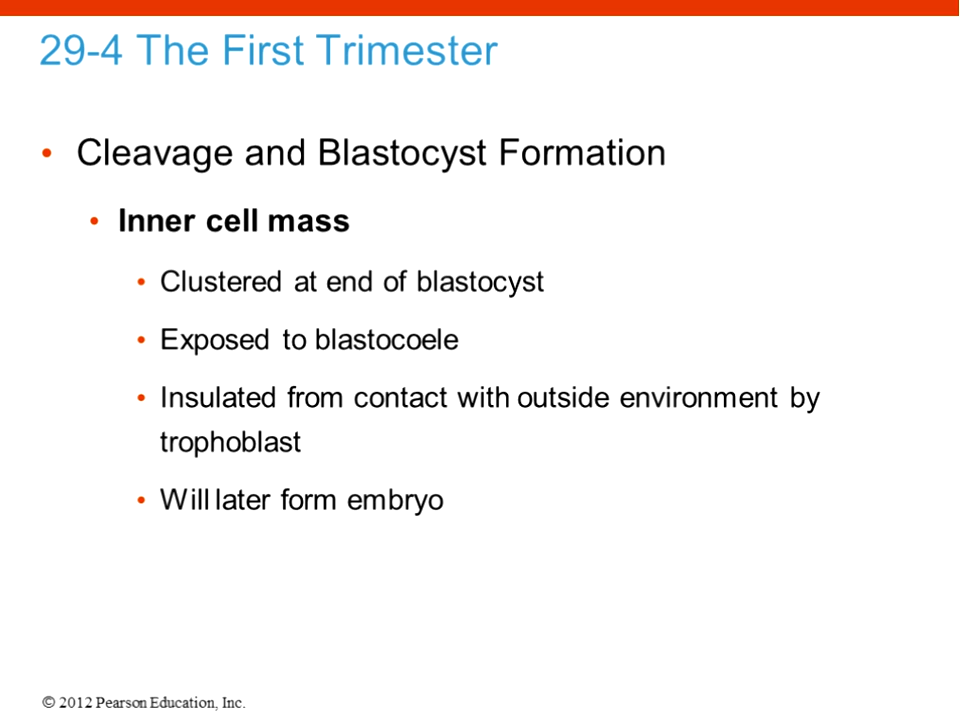 29-4 The First Trimester
• Cleavage and Blastocyst Formation
• Inner cell mass
• Clustered at end of blastocyst
• Exposed to blastocoele
• Insulated from contact with outside environment by
trophoblast
• Will later form embryo
© 2012 Pearson Education, Inc.